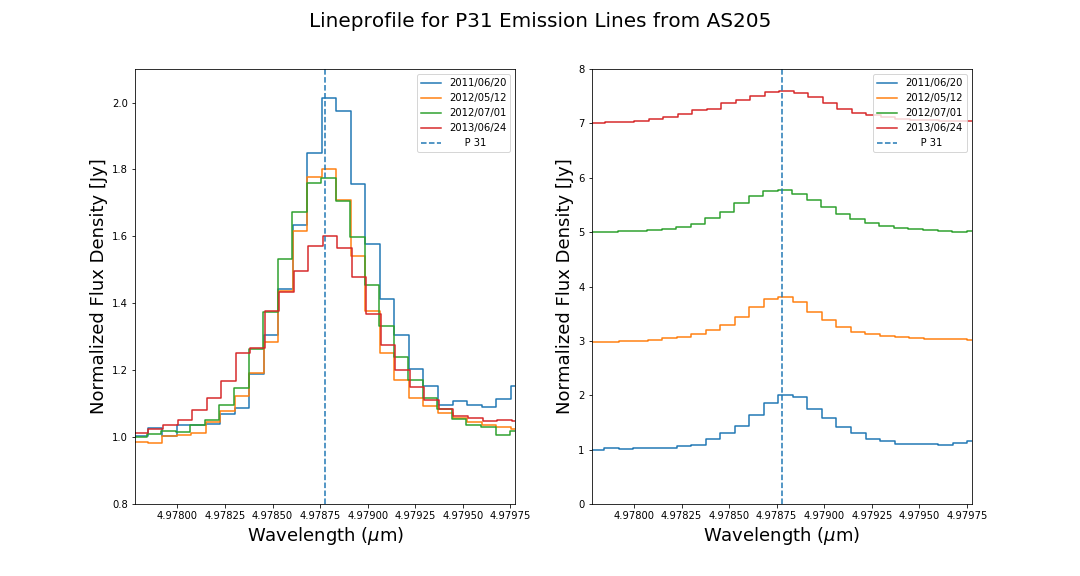 Lineprofile for P31 Emission Lines from AS205
Normalized Flux Density [Jy]
2.0
1.8
1.6
1.4
1.2
1.0
0.8
2011/06/20
2012/05/12
2012/07/01
2013/06/24
P 31
4.97800 4.97825 4.97850 4.97875 4.97900 4.97925 4.97950 4.97975
Wavelength (μm)
Normalized Flux Density [Jy]
8
7
6
5
4
3
2
1
0
2011/06/20
2012/05/12
2012/07/01
2013/06/24
P 31
4.97800 4.97825 4.97850 4.97875 4.97900 4.97925 4.97950 4.97975
Wavelength (μm)